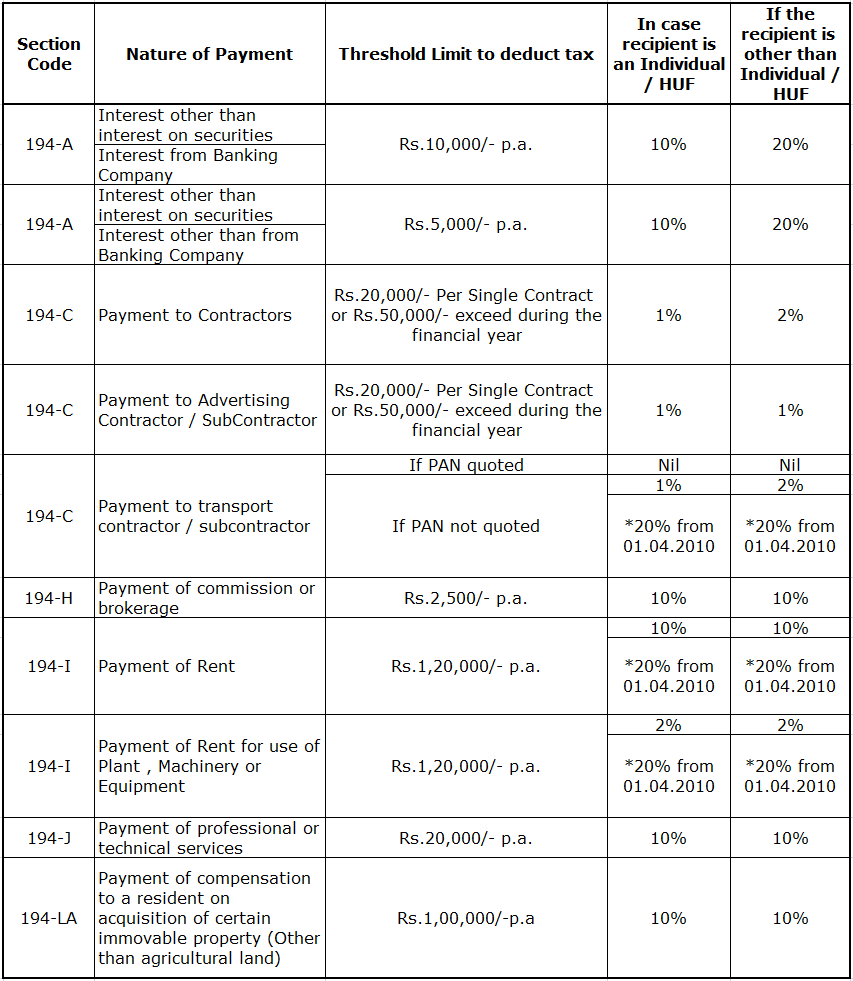 Section
Code
Nature of Payment
Threshold Limit to deduct tax
In case
recipient is
an Individual
/ HUF
If the
recipient is
other than
Individual /
HUF
194-A
Interest other than
interest on securities
Interest from Banking
Company
Rs.10,000/- p.a.
10%
20%
194-A
Interest other than
interest on securities
Interest other than from
Banking Company
Rs.5,000/- p.a.
10%
20%
194-C
Payment to Contractors
Rs.20,000/- Per Single Contract
or Rs.50,000/- exceed during the
financial year
1%
2%
194-C
Payment to Advertising
Contractor / SubContractor
Rs.20,000/- Per Single Contract
or Rs.50,000/- exceed during the
financial year
1%
1%
194-C
Payment to transport
contractor / subcontractor
If PAN quoted
Nil
Nil
If PAN not quoted
1%
2%
*20% from
01.04.2010
*20% from
01.04.2010
194-H
Payment of commission or
brokerage
Rs.2,500/- p.a.
10%
10%
194-I
Payment of Rent
Rs.1,20,000/- p.a.
10%
10%
*20% from
01.04.2010
*20% from
01.04.2010
194-I
Payment of Rent for use of
Plant , Machinery or
Equipment
Rs.1,20,000/- p.a.
2%
2%
*20% from
01.04.2010
*20% from
01.04.2010
194-J
Payment of professional or
technical services
Rs.20,000/- p.a.
10%
10%
194-LA
Payment of compensation
to a resident on
acquisition of certain
immovable property (Other
than agricultural land)
Rs.1,00,000/-p.a
10%
10%